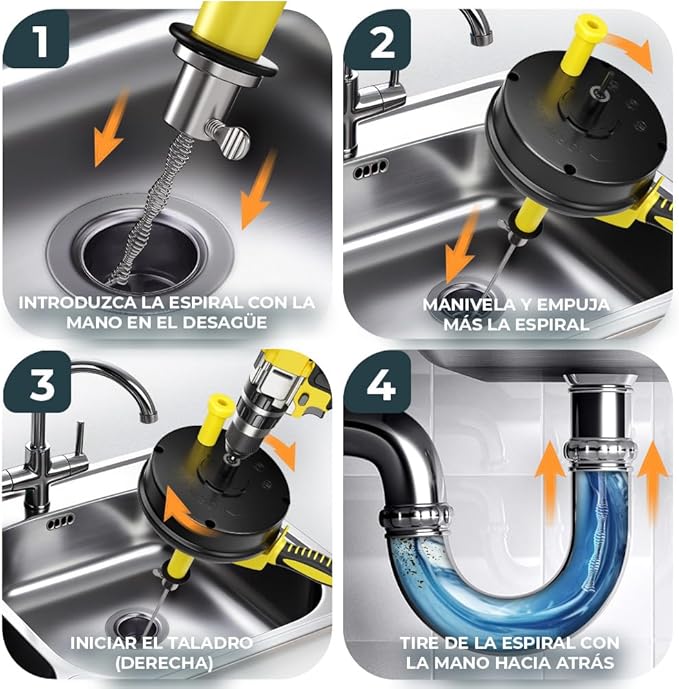 1
INTRODUZCA LA ESPIRAL CON LA
MANO EN EL DESAGÜE
2
MANIVELA Y EMPUJA
MÁS LA ESPIRAL
3
INICIAR EL TALADRO
(DERECHA)
4
TIRE DE LA ESPIRAL CON
LA MANO HACIA ATRÁS